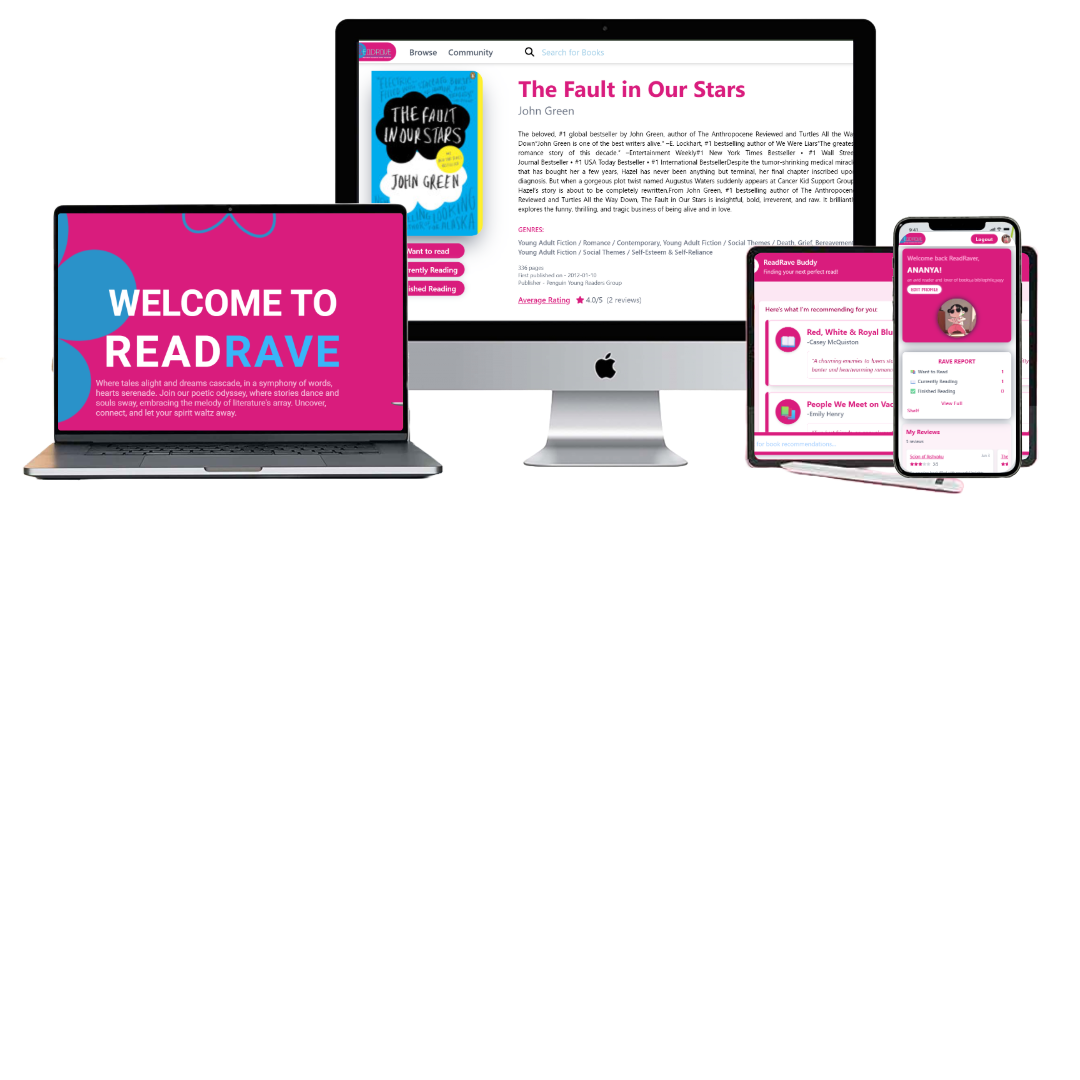 READRAVE
Browse Community
Search for Books
THE FAULT
IN OUR STARS
JOHN GREEN
The Fault in Our Stars
John Green
The beloved, #1 global bestseller by John Green, author of The Anthropocene Reviewed and Turtles All the Wa
Down"John Green is one of the best writers alive." –E. Lockhart, #1 bestselling author of We Were Liars"The greates
romance story of this decade." –Entertainment Weekly#1 New York Times Bestseller • #1 Wall Stree
Journal Bestseller • #1 USA Today Bestseller • #1 International BestsellerDespite the tumor-shrinking medical miracl
that has bought her a few years, Hazel has never been anything but terminal, her final chapter inscribed upo
diagnosis. But when a gorgeous plot twist named Augustus Waters suddenly appears at Cancer Kid Support Group
Hazel's story is about to be completely rewritten.From John Green, #1 bestselling author of The Anthropocen
Reviewed and Turtles All the Way Down, The Fault in Our Stars is insightful, bold, irreverent, and raw. It brilliantl
explores the funny, thrilling, and tragic business of being alive and in love.
GENRES:
Young Adult Fiction / Romance / Contemporary, Young Adult Fiction / Social Themes / Death, Grief, Bereavement
Young Adult Fiction / Social Themes / Self-Esteem & Self-Reliance
336 pages
First published on - 2012-01-10
Publisher - Penguin Young Readers Group
Average Rating 4.0/5 (2 reviews)
Want to read
rently Reading
ished Reading
WELCOME TO
READRAVE
Where tales alight and dreams cascade, in a symphony of words,
hearts serenade. Join our poetic odyssey, where stories dance and
souls sway, embracing the melody of literature's array. Uncover,
connect, and let your spirit waltz away.
ReadRave Buddy
Finding your next perfect read!
Here's what I'm recommending for you:
Red, White & Royal Blu
-Casey McQuiston
"A charming enemies-to-lovers sto
banter and heartwarming romance
People We Meet on Vac
-Emily Henry
for book recommendations...
9:41
Logout
Welcome back ReadRaver,
ANANYA!
EDIT PROFILE
RAVE REPORT
Want to Read 1
Currently Reading 1
Finished Reading 0
View Full
Shelf
My Reviews